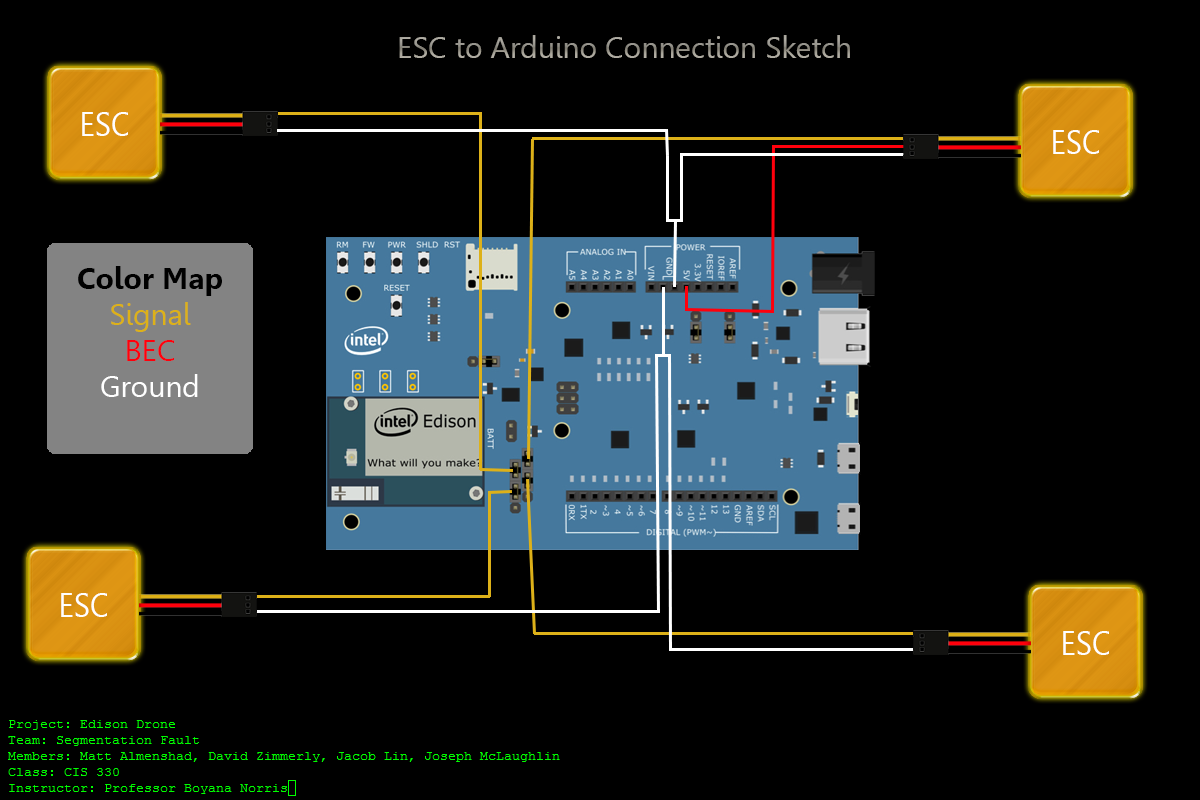 ESC to Arduino Connection Sketch
ESC
ESC
Color Map
Signal
BEC
Ground
RM FW PWR SHLD RST
RESET
intel
ANALOG IN
A5 A4 A3 A2 A1 A0
POWER
VIN GND 5V 3.3V RESET IOREF AREF
intel Edison
What will you make?
BATT
0RX 1TX 2 ~3 4 ~5 ~6 7 8 ~9 ~10 ~11 12 13 GND AREF SDA SCL
DIGITAL (PWM~)
ESC
ESC
Project: Edison Drone
Team: Segmentation Fault
Members: Matt Almenshad, David Zimmerly, Jacob Lin, Joseph McLaughlin
Class: CIS 330
Instructor: Professor Boyana Norris